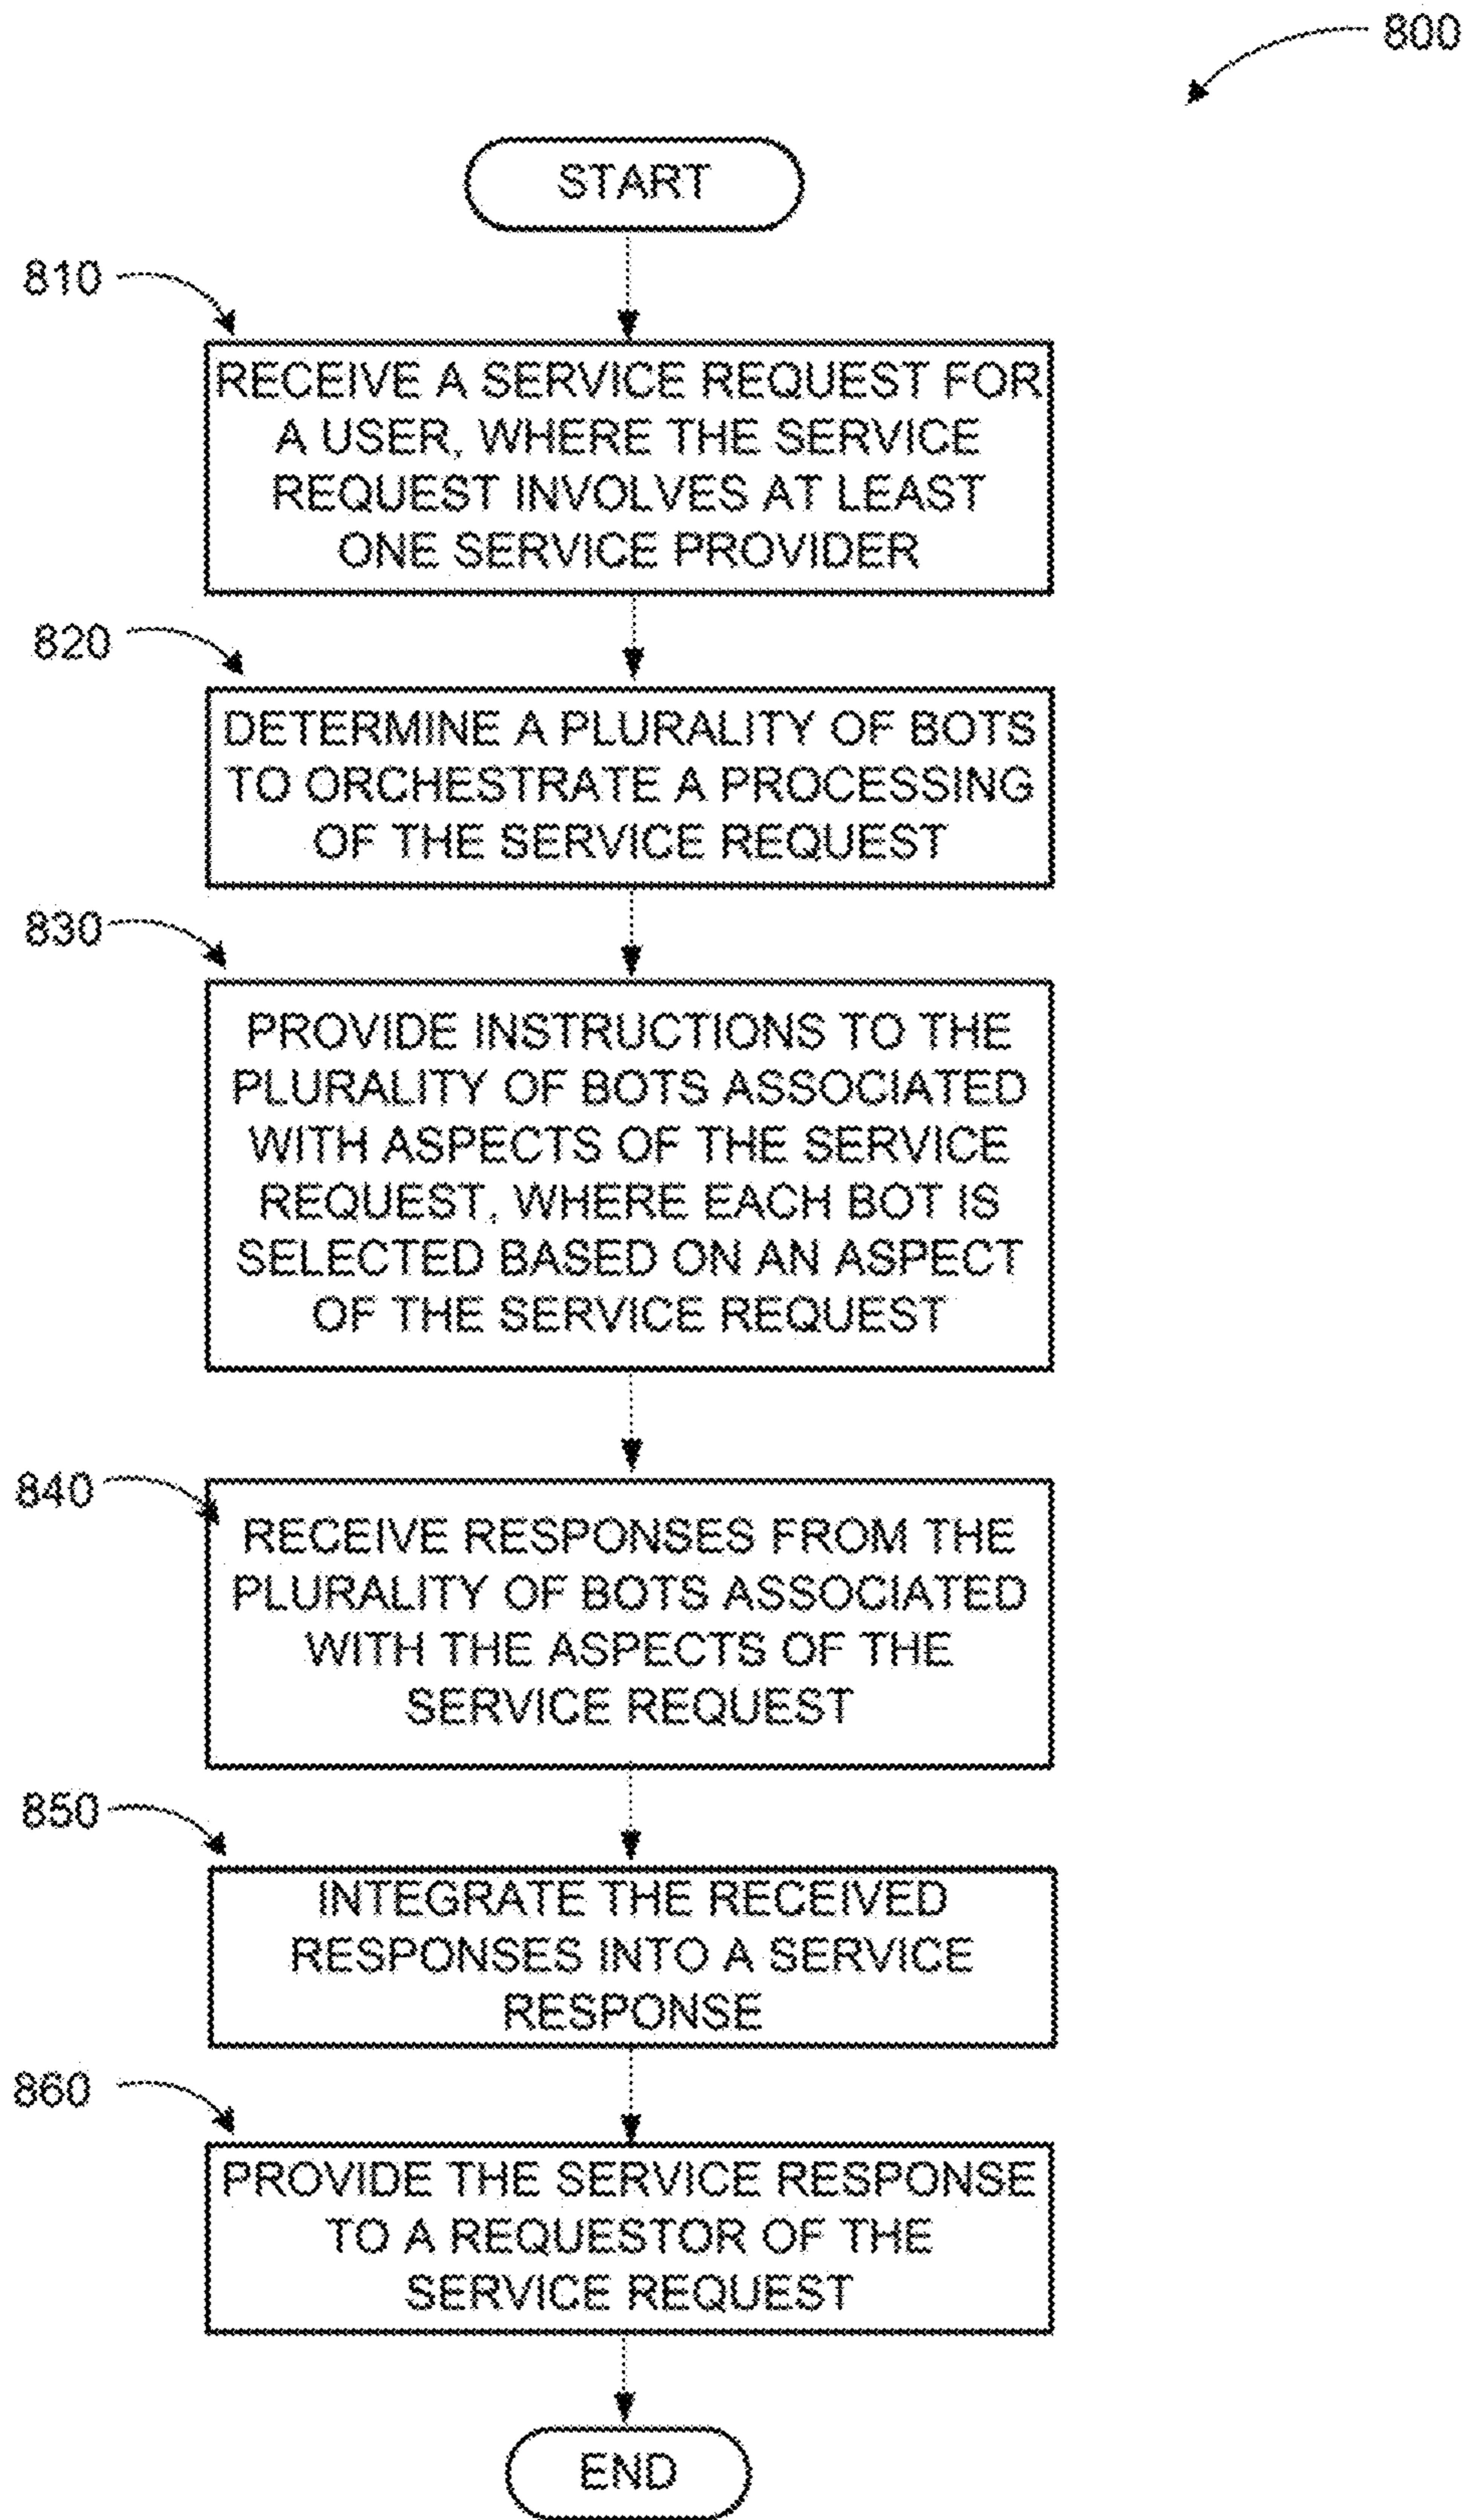 800
START
810
RECEIVE A SERVICE REQUEST FOR
A USER, WHERE THE SERVICE
REQUEST INVOLVES AT LEAST
ONE SERVICE PROVIDER
820
DETERMINE A PLURALITY OF BOTS
TO ORCHESTRATE A PROCESSING
OF THE SERVICE REQUEST
830
PROVIDE INSTRUCTIONS TO THE
PLURALITY OF BOTS ASSOCIATED
WITH ASPECTS OF THE SERVICE
REQUEST, WHERE EACH BOT IS
SELECTED BASED ON AN ASPECT
OF THE SERVICE REQUEST
840
RECEIVE RESPONSES FROM THE
PLURALITY OF BOTS ASSOCIATED
WITH THE ASPECTS OF THE
SERVICE REQUEST
850
INTEGRATE THE RECEIVED
RESPONSES INTO A SERVICE
RESPONSE
860
PROVIDE THE SERVICE RESPONSE
TO A REQUESTOR OF THE
SERVICE REQUEST
END